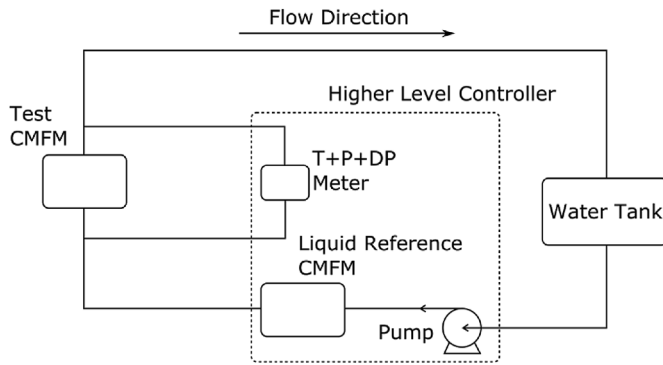 Flow Direction
Higher Level Controller
Test
CMFM
T+P+DP
Meter
Water Tank
Liquid Reference
CMFM
Pump